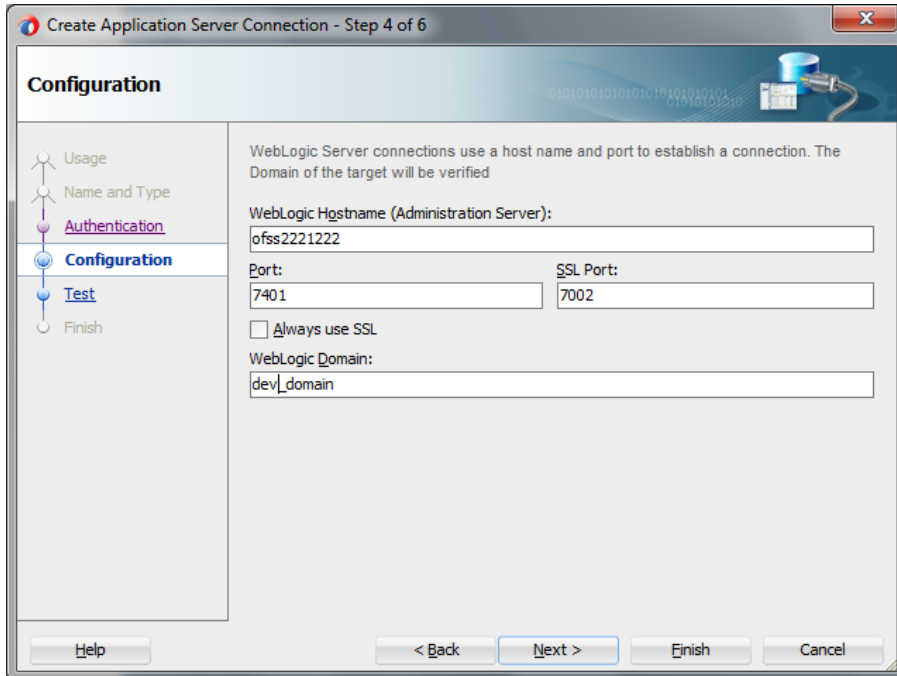 Create Application Server Connection - Step 4 of 6
Configuration
010101010101010101010101
01010101010
Usage
Name and Type
Authentication
Configuration
Test
Finish
WebLogic Server connections use a host name and port to establish a connection. The
Domain of the target will be verified
WebLogic Hostname (Administration Server):
ofss2221222
Port: SSL Port:
7401 7002
Always use SSL
WebLogic Domain:
dev_domain
Help < Back Next > Finish Cancel